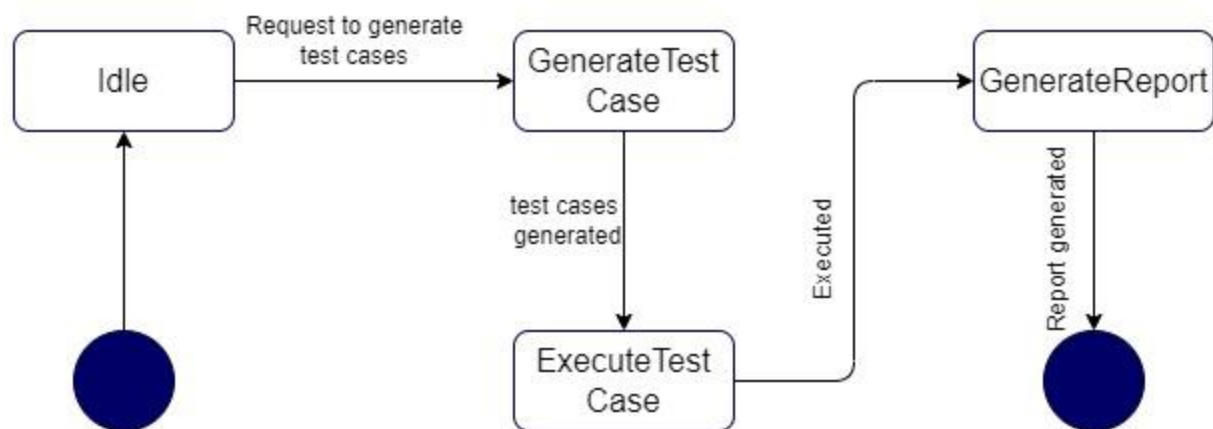 Request to generate
test cases
Idle
GenerateTest
Case
GenerateReport
test cases
generated
Executed
Report generated
ExecuteTest
Case